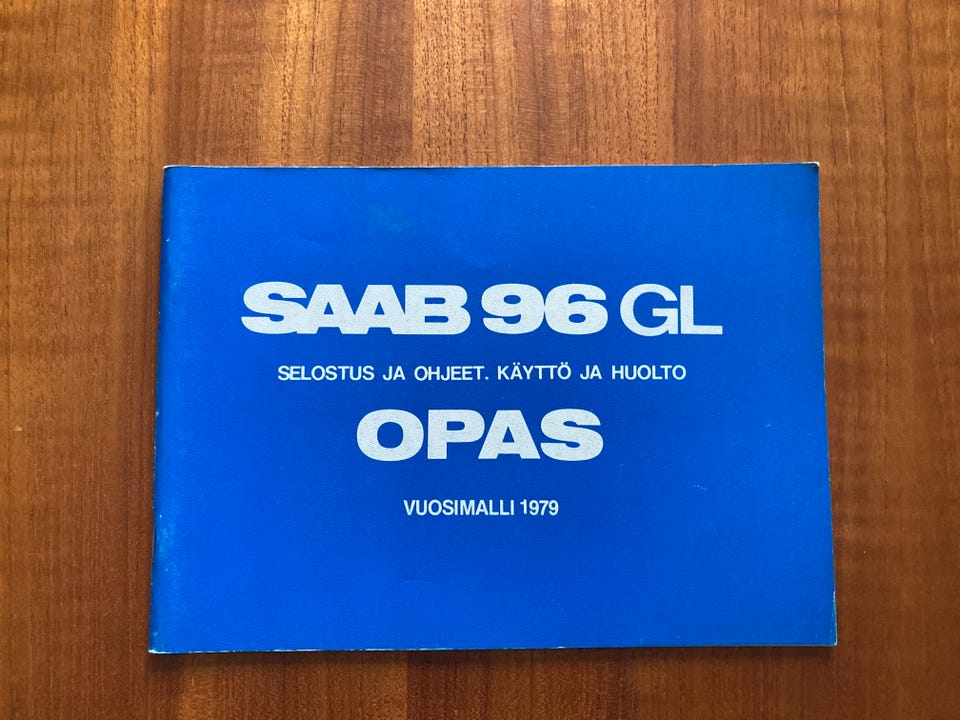 SAAB 96 GL
SELOSTUS JA OHJEET. KÄYTTÖ JA HUOLTO
OPAS
VUOSIMALLI 1979